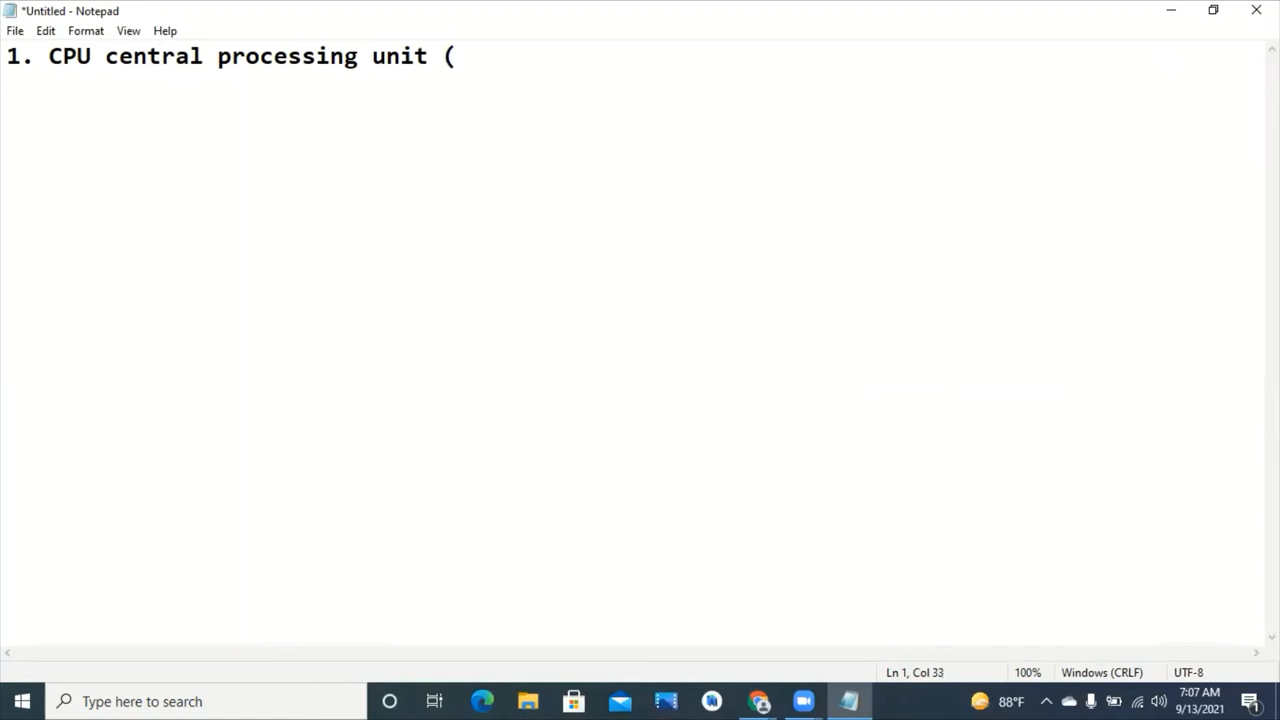 *Untitled - Notepad
File Edit Format View Help
1. CPU central processing unit (
Ln 1, Col 33 100% Windows (CRLF) UTF-8
Type here to search
88°F
7:07 AM
9/13/2021
1